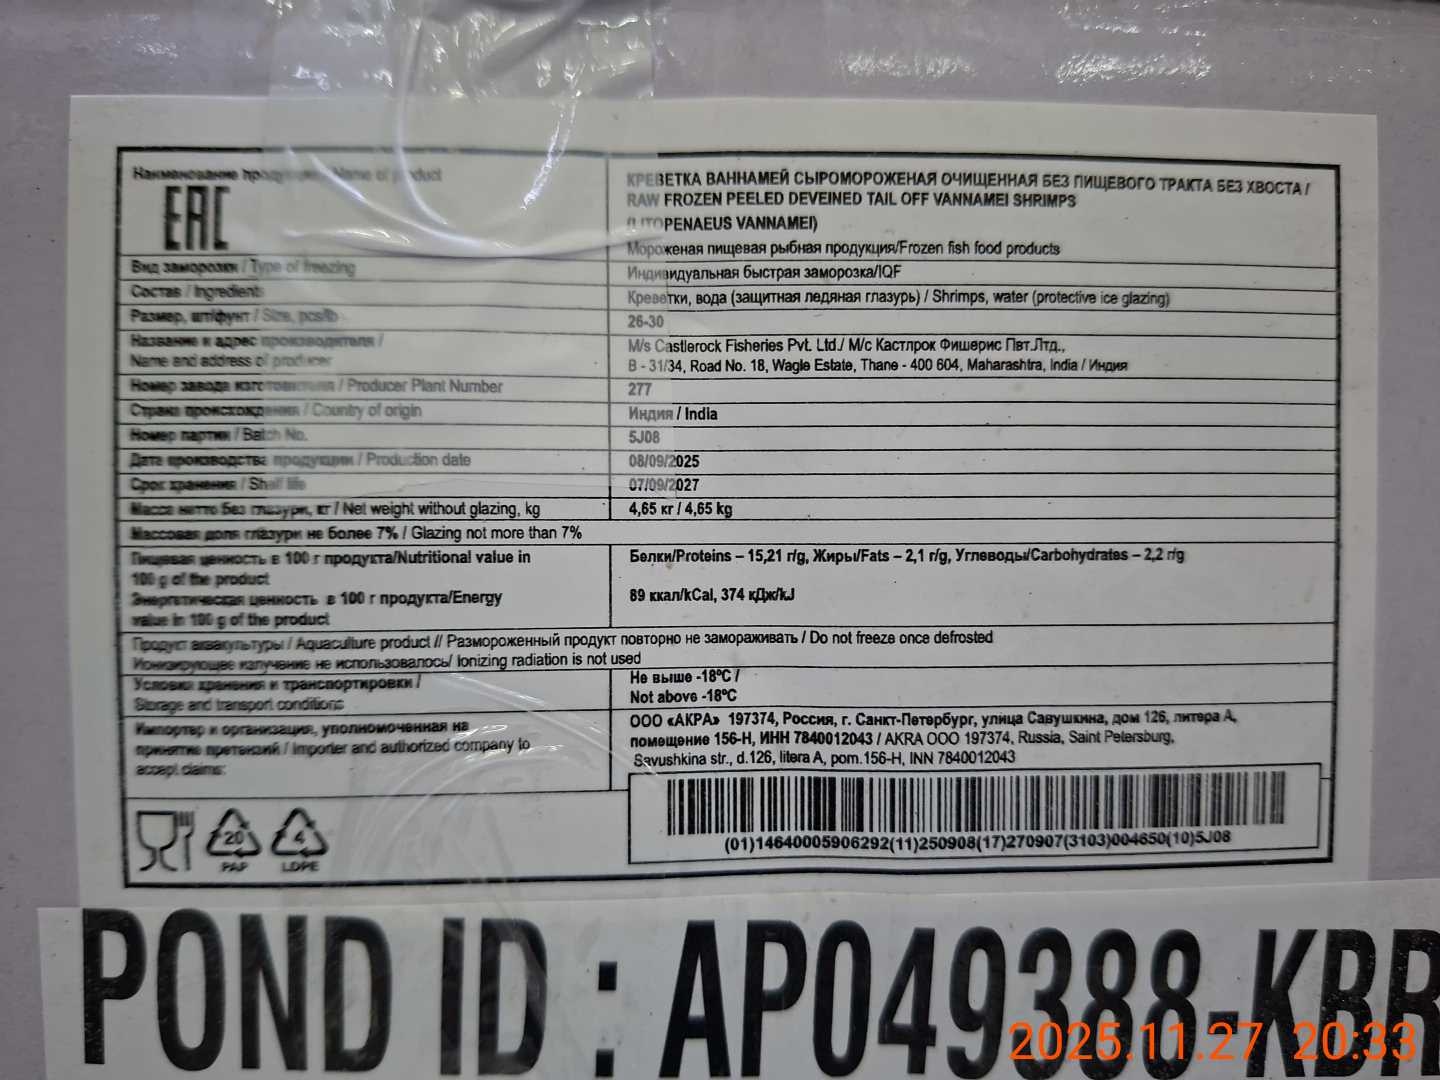 Наименование продукции / Name of product
EAC
КРЕВЕТКА ВАННАМЕЙ СЫРОМОРОЖЕНАЯ ОЧИЩЕННАЯ БЕЗ ПИЩЕВОГО ТРАКТА БЕЗ ХВОСТА /
RAW FROZEN PEELED DEVEINED TAIL OFF VANNAMEI SHRIMPS
(LITOPENAEUS VANNAMEI)
Мороженая пищевая рыбная продукция/Frozen fish food products
Вид заморозки / Type of freezing
Индивидуальная быстрая заморозка/IQF
Состав / Ingredients
Креветки, вода (защитная ледяная глазурь) / Shrimps, water (protective ice glazing)
Размер, шт/фунт / Size, pcs/lb
26-30
Название и адрес производителя /
Name and address of producer
M/s Castlerock Fisheries Pvt. Ltd./ М/с Кастлрок Фишерис Пвт.Лтд.,
B - 31/34, Road No. 18, Wagle Estate, Thane - 400 604, Maharashtra, India / Индия
Номер завода изготовителя / Producer Plant Number
277
Страна происхождения / Country of origin
Индия / India
Номер партии / Batch No.
5J08
Дата производства продукции / Production date
08/09/2025
Срок хранения / Shelf life
07/09/2027
Масса нетто без глазури, кг / Net weight without glazing, kg
4,65 кг / 4,65 kg
Массовая доля глазури не более 7% / Glazing not more than 7%
Пищевая ценность в 100 г продукта/Nutritional value in
100 g of the product
Белки/Proteins – 15,21 г/g, Жиры/Fats – 2,1 г/g, Углеводы/Carbohydrates – 2,2 г/g
Энергетическая ценность в 100 г продукта/Energy
value in 100 g of the product
89 ккал/kCal, 374 кДж/kJ
Продукт аквакультуры / Aquaculture product // Размороженный продукт повторно не замораживать / Do not freeze once defrosted
Ионизирующее излучение не использовалось/ Ionizing radiation is not used
Условия хранения и транспортировки /
Storage and transport conditions
Не выше -18ºС /
Not above -18ºC
Импортер и организация, уполномоченная на
принятие претензий / Importer and authorized company to
accept claims:
ООО «АКРА» 197374, Россия, г. Санкт-Петербург, улица Савушкина, дом 126, литера А,
помещение 156-Н, ИНН 7840012043 / AKRA OOO 197374, Russia, Saint Petersburg,
Savushkina str., d.126, litera A, pom.156-H, INN 7840012043
20
PAP
4
LDPE
(01)14640005906292(11)250908(17)270907(3103)004650(10)5J08
POND ID : AP049388-KBR
2025.11.27 20:33